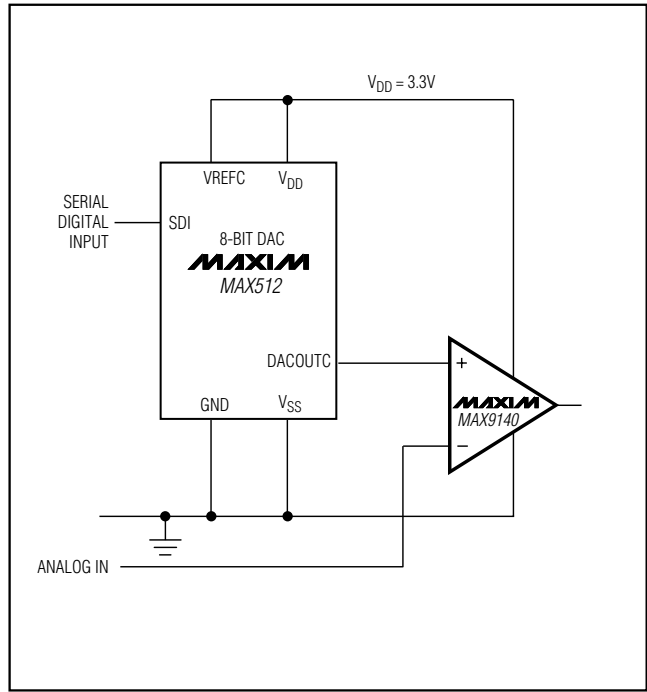 V_DD = 3.3V
VREFC
V_DD
SERIAL
DIGITAL
INPUT
SDI
8-BIT DAC
MAXIM
MAX512
DACOUTC
+
MAXIM
MAX9140
−
GND
V_SS
ANALOG IN